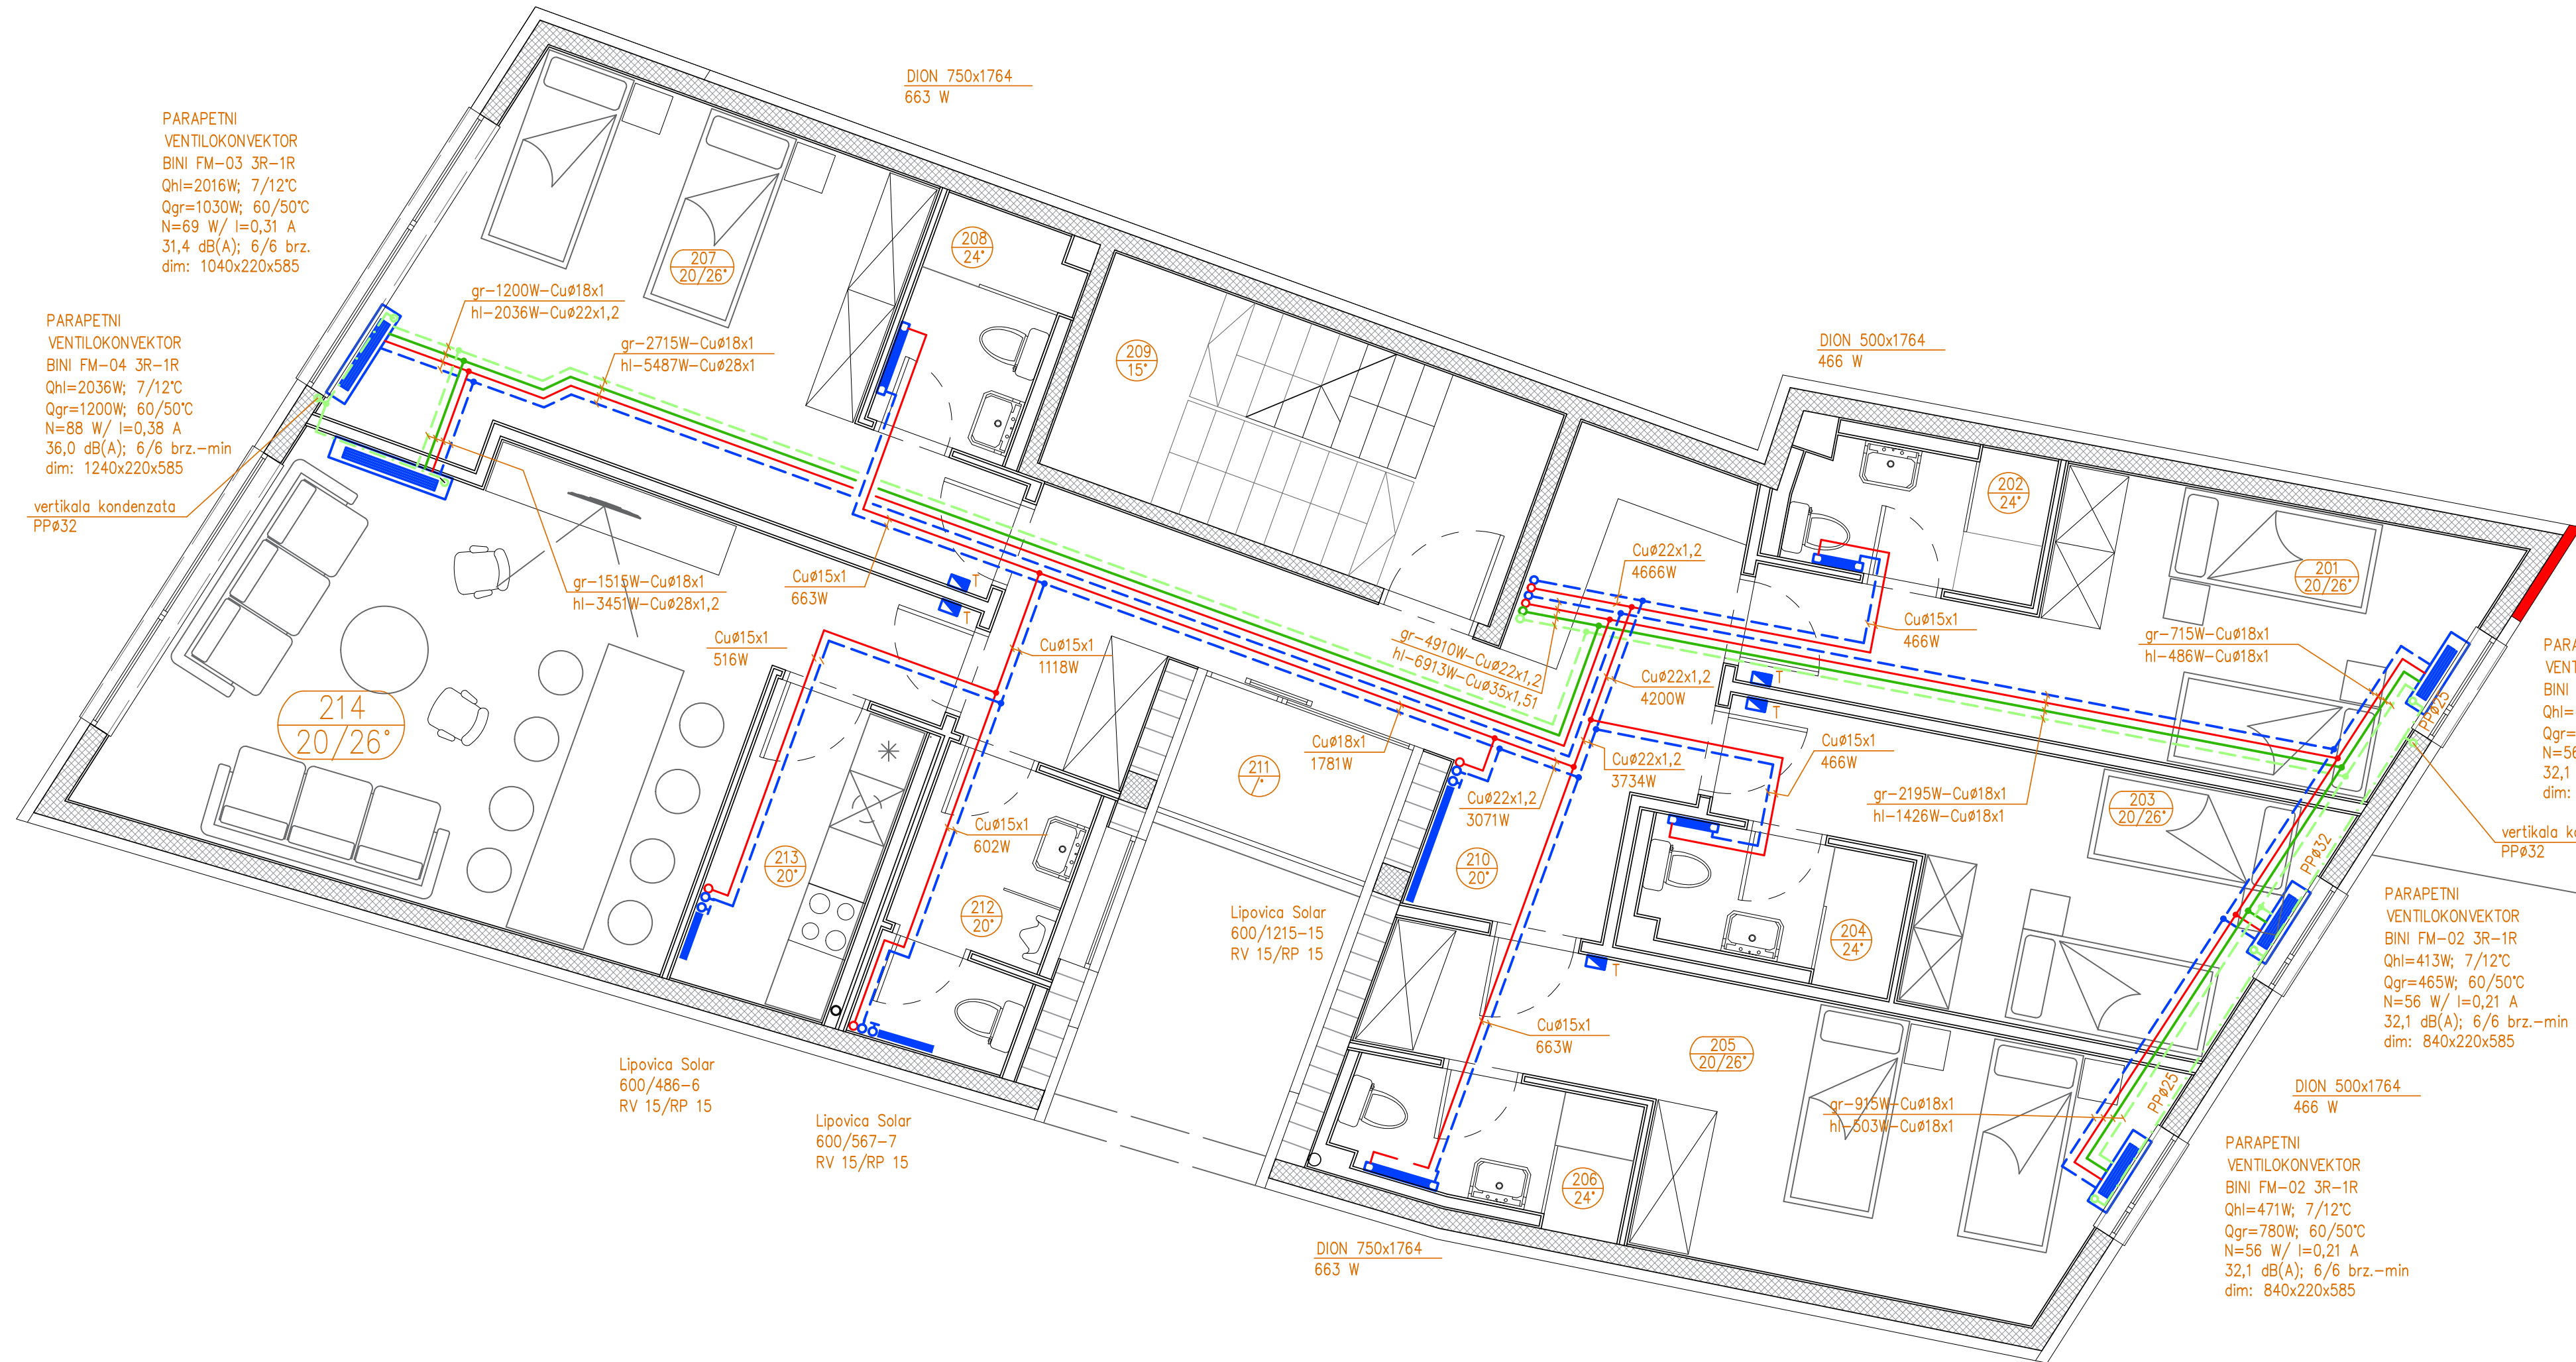 DION 750x1764
663 W
PARAPETNI
VENTILOKONVEKTOR
BINI FM-03 3R-1R
Qhl=2016W; 7/12°C
Qgr=1030W; 60/50°C
N=69 W/ I=0,31 A
31,4 dB(A); 6/6 brz.
dim: 1040x220x585
PARAPETNI
VENTILOKONVEKTOR
BINI FM-04 3R-1R
Qhl=2036W; 7/12°C
Qgr=1200W; 60/50°C
N=88 W/ I=0,38 A
36,0 dB(A); 6/6 brz.-min
dim: 1240x220x585
vertikala kondenzata
PPø32
gr-1200W-Cuø18x1
hl-2036W-Cuø22x1,2
gr-2715W-Cuø18x1
hl-5487W-Cuø28x1
207
20/26°
208
24°
209
15°
DION 500x1764
466 W
202
24°
201
20/26°
gr-1515W-Cuø18x1
hl-3451W-Cuø28x1,2
Cuø15x1
663W
T
T
Cuø15x1
516W
Cuø15x1
1118W
gr-4910W-Cuø22x1,2
hl-6913W-Cuø35x1,51
Cuø22x1,2
4666W
Cuø15x1
466W
Cuø22x1,2
4200W
T
T
gr-715W-Cuø18x1
hl-486W-Cuø18x1
PPø25
214
20/26°
211
/°
Cuø18x1
1781W
Cuø22x1,2
3734W
Cuø15x1
466W
Cuø22x1,2
3071W
gr-2195W-Cuø18x1
hl-1426W-Cuø18x1
203
20/26°
PPø32
PPø32
N=56
32,1
dim:
BINI
Qhl=
Qgr=
213
20°
Cuø15x1
602W
212
20°
210
20°
204
24°
Lipovica Solar
600/1215-15
RV 15/RP 15
PARAPETNI
VENTILOKONVEKTOR
BINI FM-02 3R-1R
Qhl=413W; 7/12°C
Qgr=465W; 60/50°C
N=56 W/ I=0,21 A
32,1 dB(A); 6/6 brz.-min
dim: 840x220x585
T
Cuø15x1
663W
205
20/26°
gr-915W-Cuø18x1
hl-503W-Cuø18x1
PPø25
DION 500x1764
466 W
Lipovica Solar
600/486-6
RV 15/RP 15
Lipovica Solar
600/567-7
RV 15/RP 15
206
24°
DION 750x1764
663 W
PARAPETNI
VENTILOKONVEKTOR
BINI FM-02 3R-1R
Qhl=471W; 7/12°C
Qgr=780W; 60/50°C
N=56 W/ I=0,21 A
32,1 dB(A); 6/6 brz.-min
dim: 840x220x585